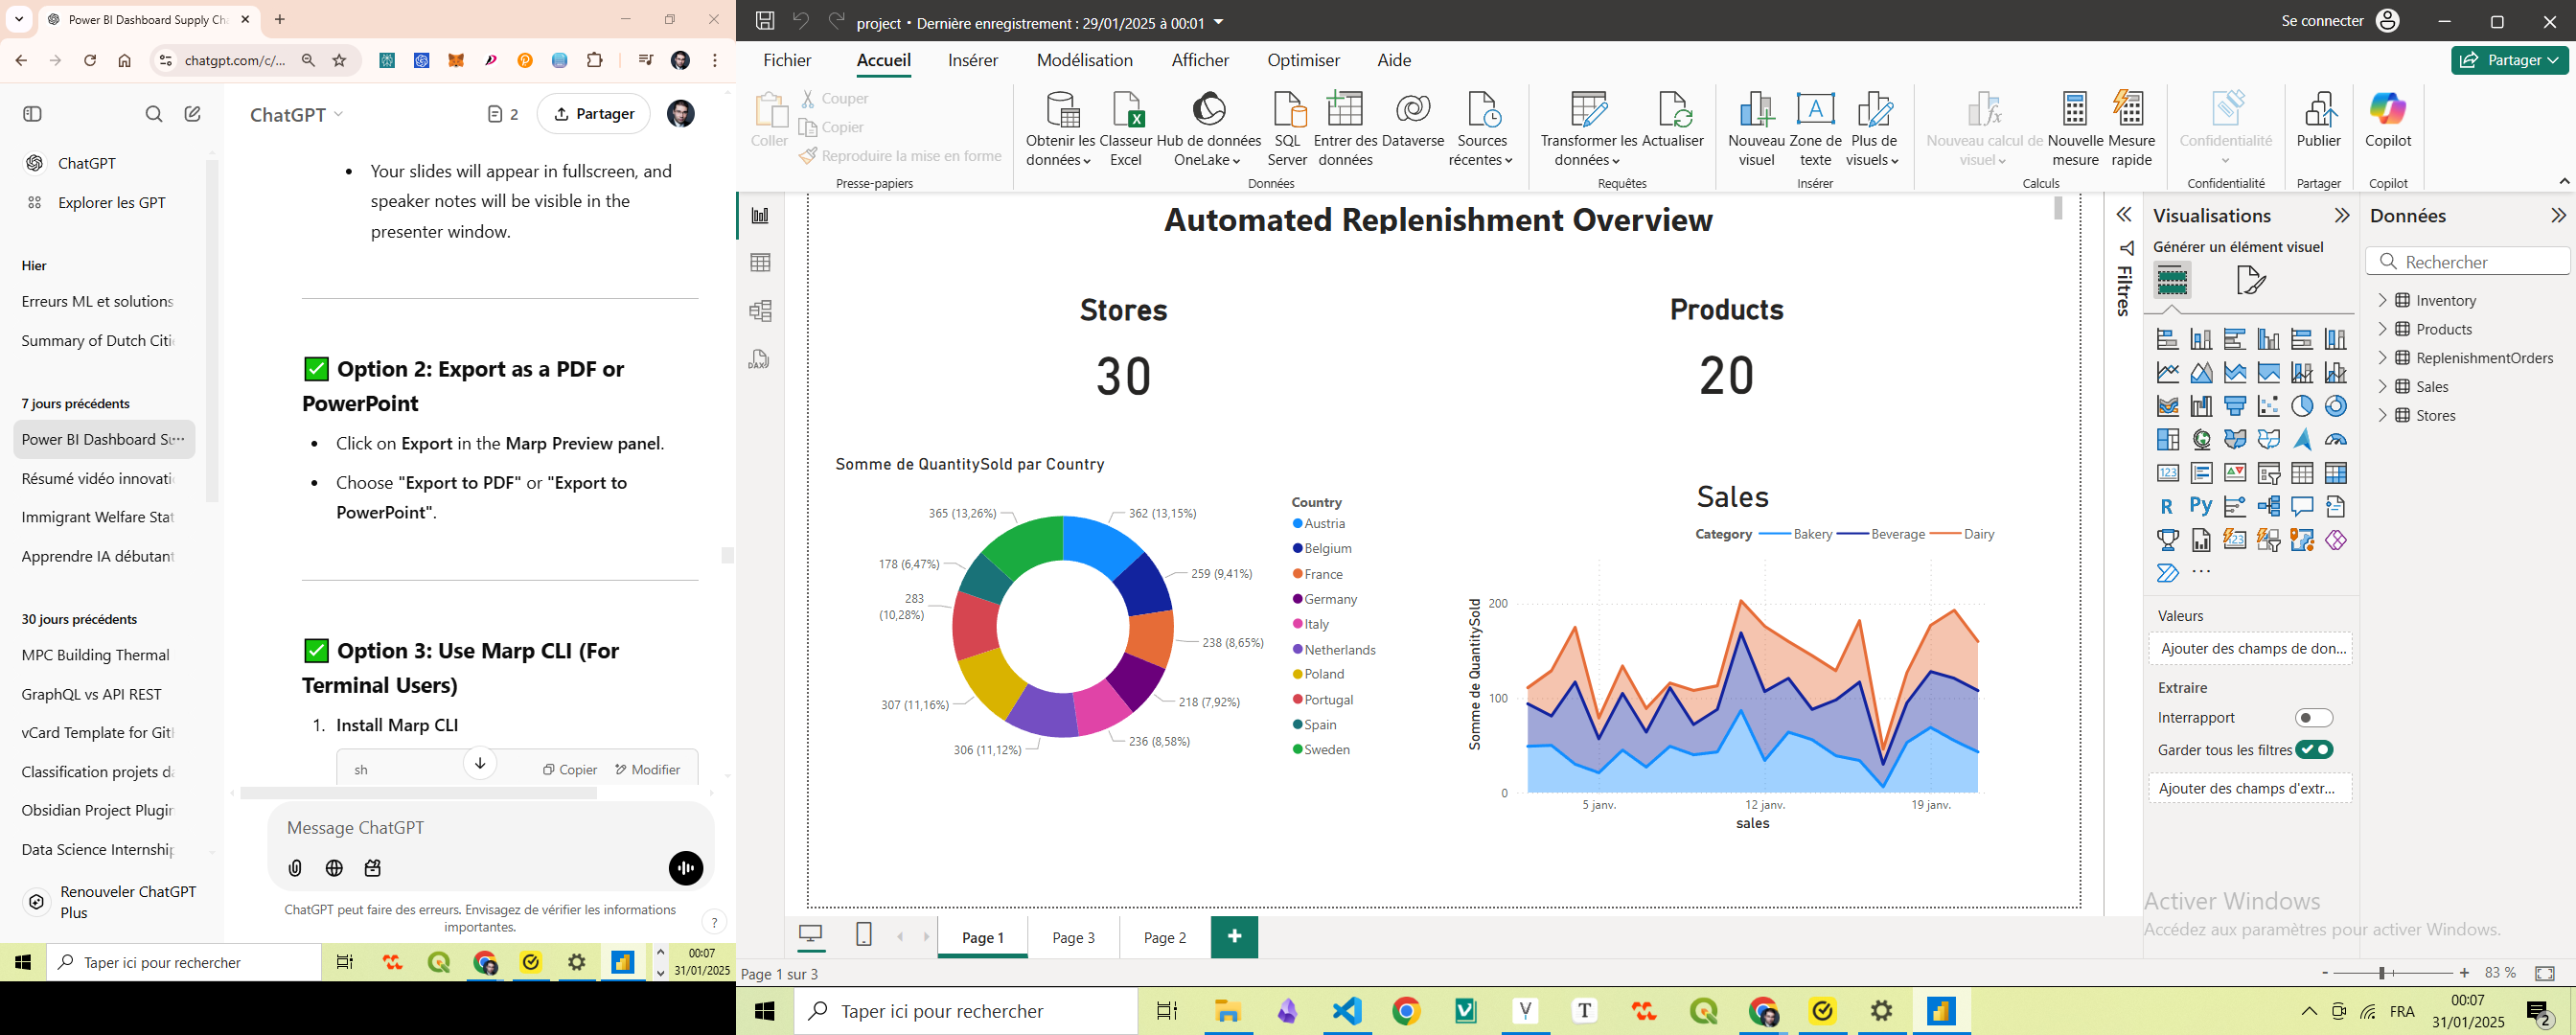 Power BI Dashboard Supply Ch
chatgpt.com/c/...
ChatGPT
2
Partager
ChatGPT
Explorer les GPT
Hier
Erreurs ML et solutions
Summary of Dutch Citi
7 jours précédents
Power BI Dashboard Su...
Résumé vidéo innovati
Immigrant Welfare Stat
Apprendre IA débutant
30 jours précédents
MPC Building Thermal
GraphQL vs API REST
vCard Template for Git
Classification projets d
Obsidian Project Plugin
Data Science Internship
Renouveler ChatGPT
Plus
• Your slides will appear in fullscreen, and
speaker notes will be visible in the
presenter window.
✅ Option 2: Export as a PDF or
PowerPoint
• Click on Export in the Marp Preview panel.
• Choose "Export to PDF" or "Export to
PowerPoint".
✅ Option 3: Use Marp CLI (For
Terminal Users)
1. Install Marp CLI
sh
Copier
Modifier
Message ChatGPT
ChatGPT peut faire des erreurs. Envisagez de vérifier les informations
importantes.
?
Taper ici pour rechercher
00:07
31/01/2025
project • Dernière enregistrement : 29/01/2025 à 00:01
Se connecter
Fichier
Accueil
Insérer
Modélisation
Afficher
Optimiser
Aide
Partager
Coller
Couper
Copier
Reproduire la mise en forme
Presse-papiers
Obtenir les données
Classeur Excel
Hub de données OneLake
SQL Server
Entrer des données
Dataverse
Sources récentes
Données
Transformer les données
Actualiser
Requêtes
Nouveau visuel
Zone de texte
Plus de visuels
Insérer
Nouveau calcul de visuel
Nouvelle mesure
Mesure rapide
Calculs
Confidentialité
Confidentialité
Publier
Partager
Copilot
Copilot
DAX
Automated Replenishment Overview
Stores
30
Products
20
Somme de QuantitySold par Country
365 (13,26%)
362 (13,15%)
178 (6,47%)
259 (9,41%)
283
(10,28%)
238 (8,65%)
307 (11,16%)
218 (7,92%)
306 (11,12%)
236 (8,58%)
Country
Austria
Belgium
France
Germany
Italy
Netherlands
Poland
Portugal
Spain
Sweden
Sales
Category
Bakery
Beverage
Dairy
Somme de QuantitySold
200
100
0
5 janv.
12 janv.
19 janv.
sales
Filtres
Visualisations
Générer un élément visuel
123
R
Py
123
...
Valeurs
Ajouter des champs de don...
Extraire
Interrapport
Garder tous les filtres
Ajouter des champs d'extr...
Données
Rechercher
Inventory
Products
ReplenishmentOrders
Sales
Stores
Activer Windows
Accédez aux paramètres pour activer Windows.
Page 1
Page 3
Page 2
+
Page 1 sur 3
- + 83 %
Taper ici pour rechercher
FRA
00:07
31/01/2025
2